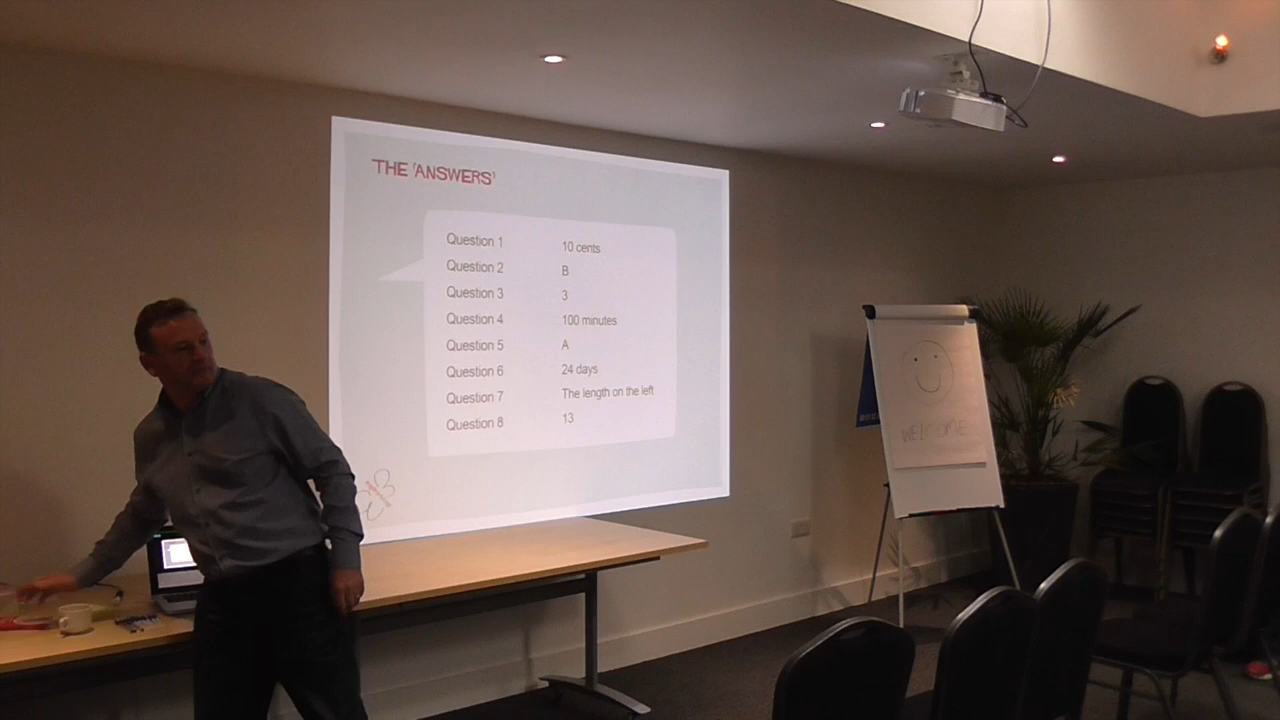 THE 'ANSWERS'
Question 1 10 cents
Question 2 B
Question 3 3
Question 4 100 minutes
Question 5 A
Question 6 24 days
Question 7 The length on the left
Question 8 13
WELCOME